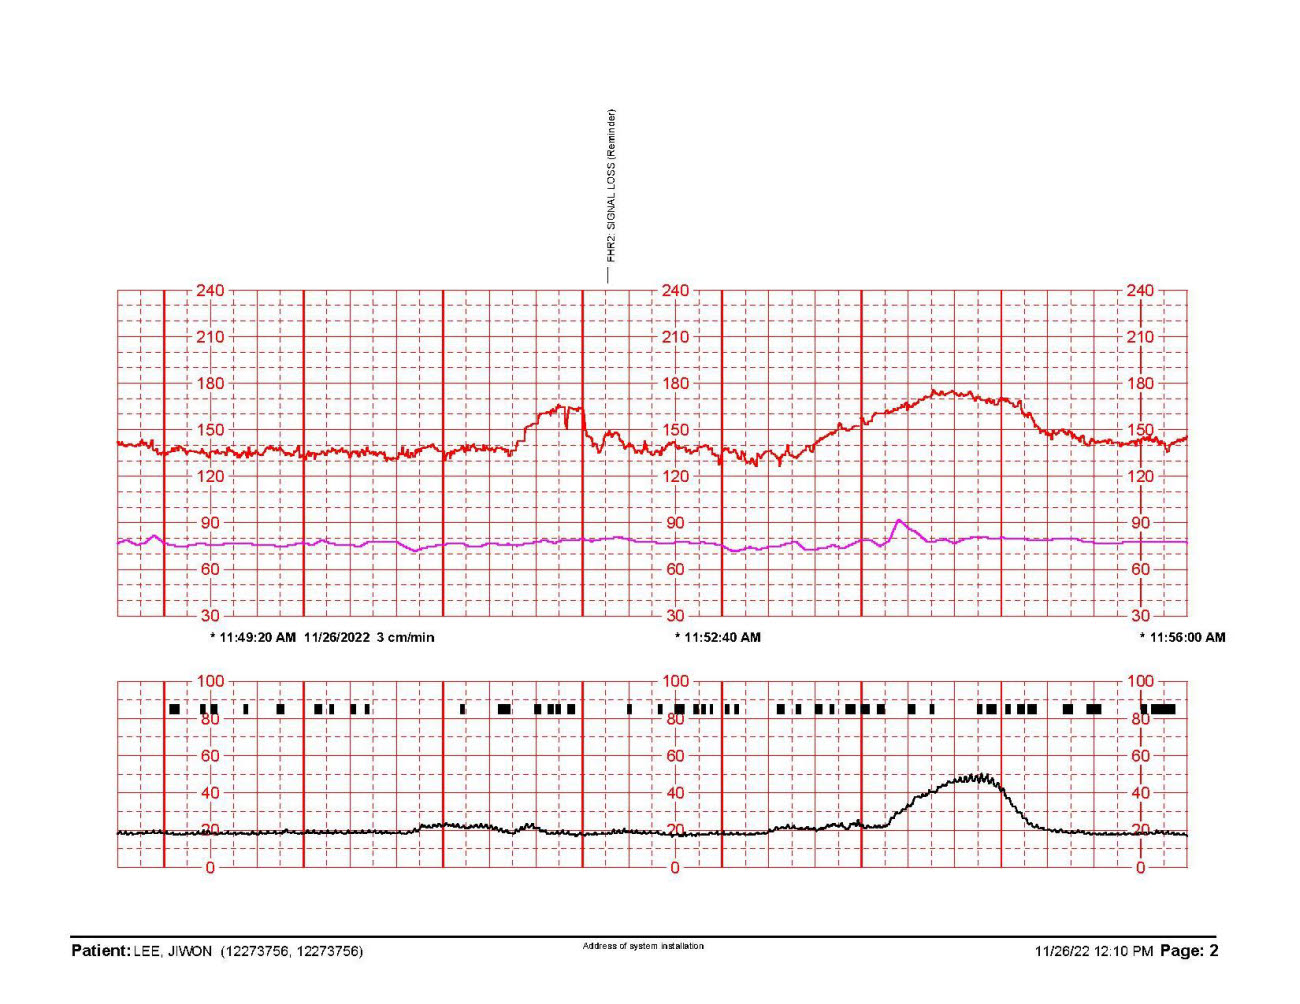 FHR2: SIGNAL LOSS (Reminder)
240 240 240
210 210 210
180 180 180
150 150 150
120 120 120
90 90 90
60 60 60
30 30 30
* 11:49:20 AM 11/26/2022 3 cm/min * 11:52:40 AM * 11:56:00 AM
100 100 100
80 80 80
60 60 60
40 40 40
20 20 20
0 0 0
Patient: LEE, JIWON (12273756, 12273756) Address of system installation 11/26/22 12:10 PM Page: 2